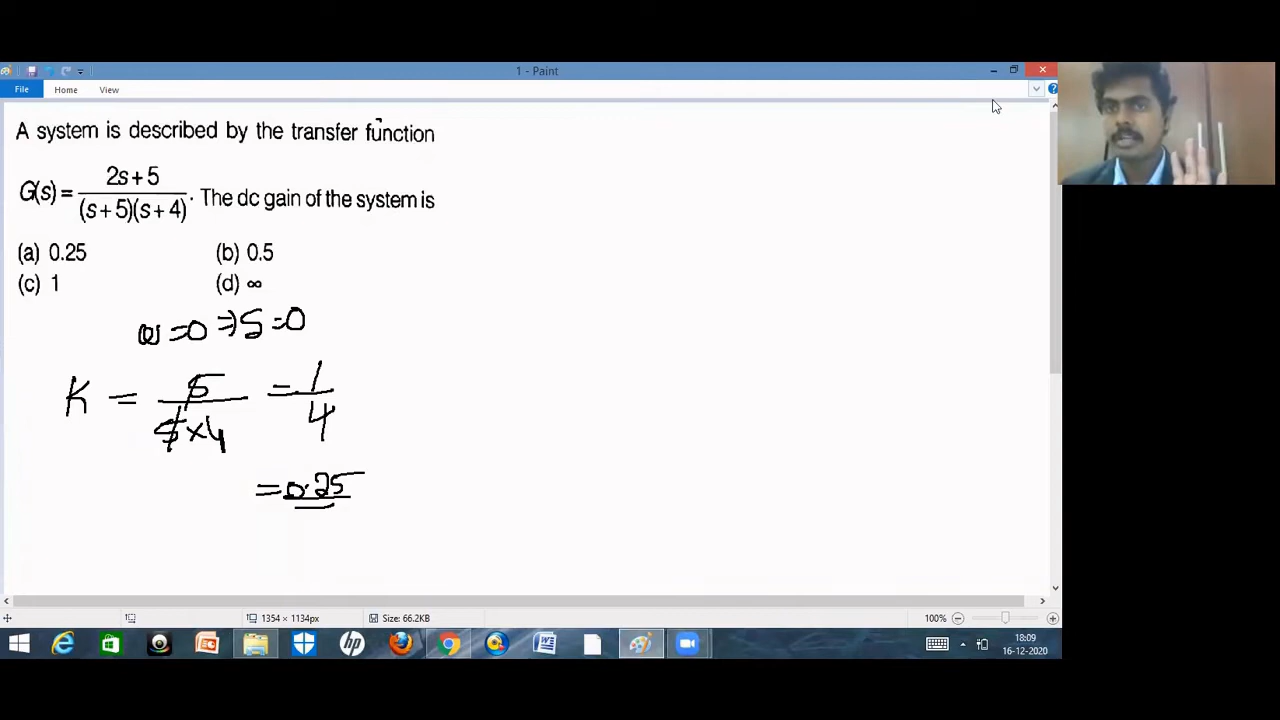 1 - Paint
File Home View
A system is described by the transfer function
G(s) = 2s + 5 / (s + 5)(s + 4) . The dc gain of the system is
(a) 0.25 (b) 0.5
(c) 1 (d) ∞
ω = 0 ⇒ S = 0
K = 5 / 5 × 4 = 1 / 4
= 0.25
1354 × 1134px Size: 66.2KB 100%
18:09
16-12-2020